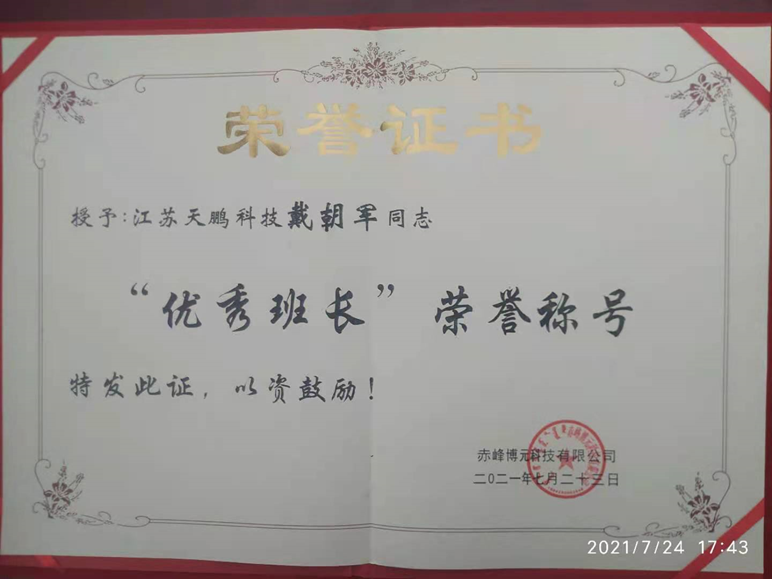 荣誉证书
授予:江苏天鹏科技戴朝军同志
“优秀班长”荣誉称号
特发此证，以资鼓励！
赤峰博元科技有限公司
二〇二一年七月二十三日
2021/7/24 17:43